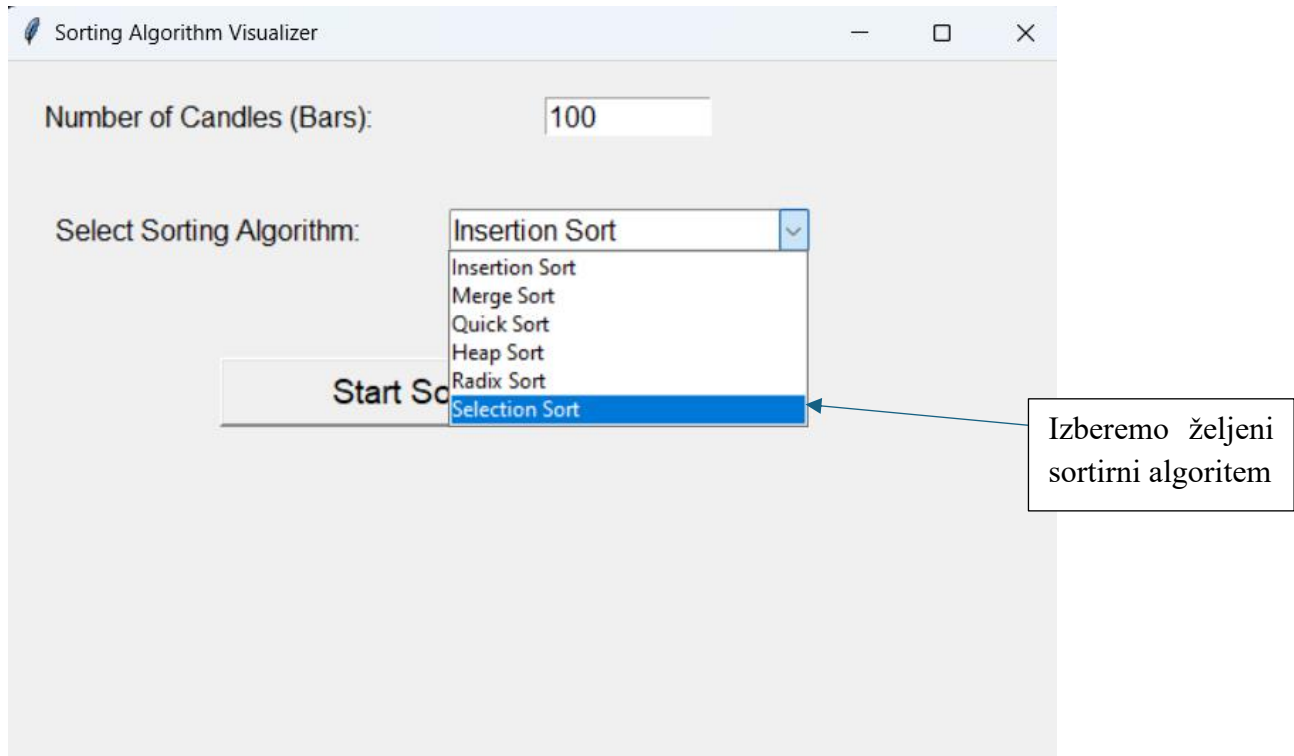 Sorting Algorithm Visualizer
Number of Candles (Bars):
100
Select Sorting Algorithm:
Insertion Sort
Insertion Sort
Merge Sort
Quick Sort
Heap Sort
Radix Sort
Start So
Selection Sort
Izberemo željeni
sortirni algoritem